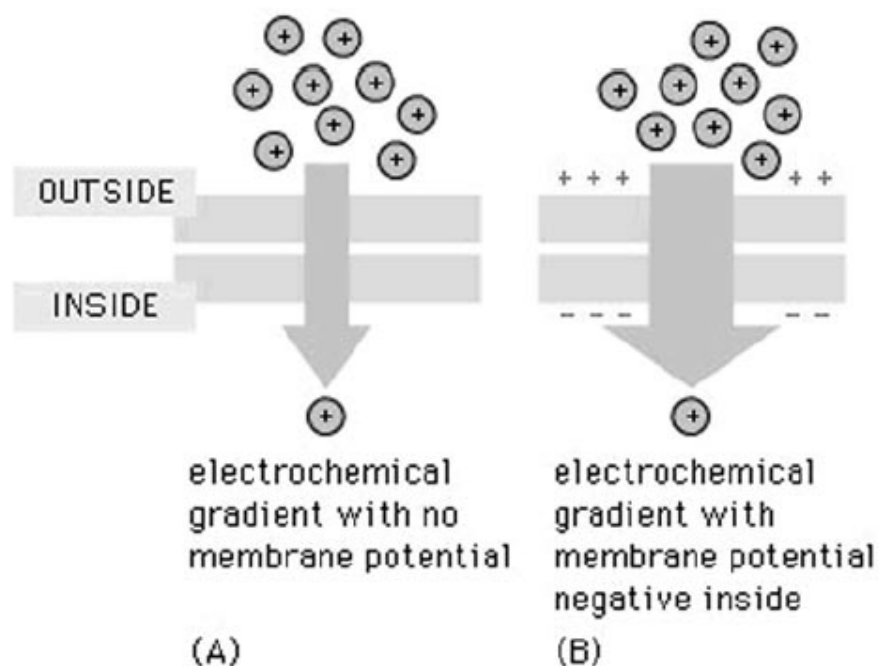 OUTSIDE
INSIDE
+ + + + +
- - - - -
electrochemical
gradient with no
membrane potential
(A)
electrochemical
gradient with
membrane potential
negative inside
(B)